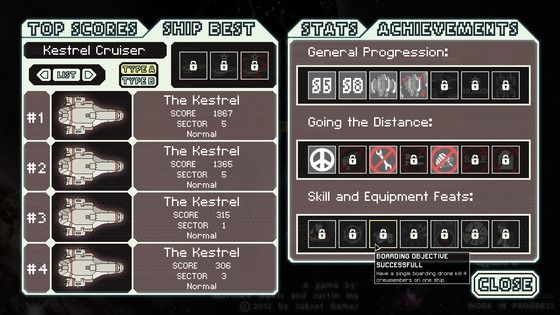 TOP SCORES
SHIP BEST
Kestrel Cruiser
LIST
TYPE A
TYPE B
#1
The Kestrel
SCORE 1867
SECTOR 5
Normal
#2
The Kestrel
SCORE 1365
SECTOR 5
Normal
#3
The Kestrel
SCORE 315
SECTOR 1
Normal
#4
The Kestrel
SCORE 306
SECTOR 3
Normal
STATS
ACHIEVEMENTS
General Progression:
Going the Distance:
Skill and Equipment Feats:
BOARDING OBJECTIVE
SUCCESSFULL
Have a single boarding drone kill 4
crewmembers on one ship.
CLOSE
A game by:
and Justin Ma
© 2012 by Subset Games
WORK IN PROGRESS